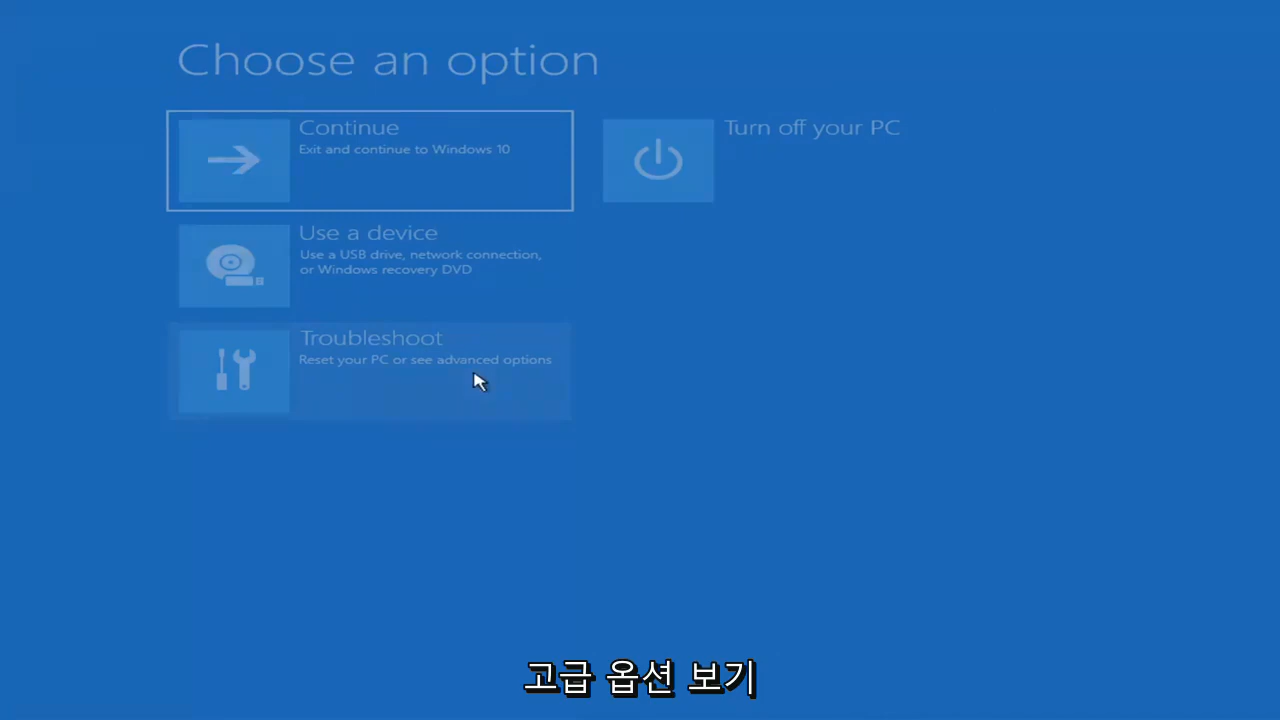 Choose an option
Continue
Exit and continue to Windows 10
Turn off your PC
Use a device
Use a USB drive, network connection,
or Windows recovery DVD
Troubleshoot
Reset your PC or see advanced options
고급 옵션 보기